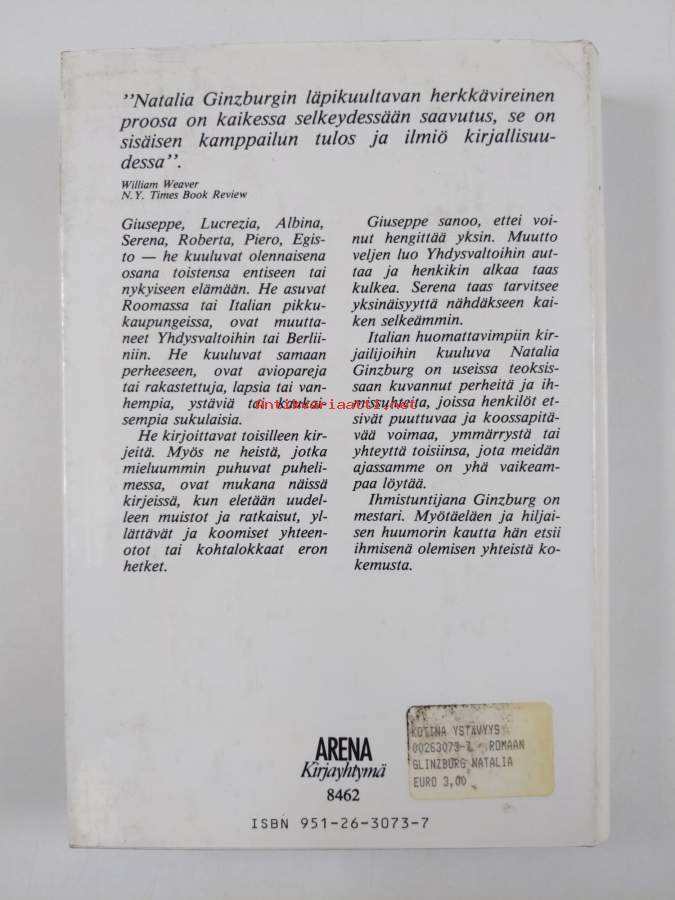 "Natalia Ginzburgin läpikuultavan herkkävireinen
proosa on kaikessa selkeydessään saavutus, se on
sisäisen kamppailun tulos ja ilmiö kirjallisuu-
dessa".
William Weaver
N.Y. Times Book Review
Giuseppe, Lucrezia, Albina,
Serena, Roberta, Piero, Egis-
to — he kuuluvat olennaisena
osana toistensa entiseen tai
nykyiseen elämään. He asuvat
Roomassa tai Italian pikku-
kaupungeissa, ovat muutta-
neet Yhdysvaltoihin tai Berlii-
niin. He kuuluvat samaan
perheeseen, ovat aviopareja
tai rakastettuja, lapsia tai van-
hempia, ystäviä tai kaukai-
sempia sukulaisia.
He kirjoittavat toisilleen kir-
jeitä. Myös ne heistä, jotka
mieluummin puhuvat puheli-
messa, ovat mukana näissä
kirjeissä, kun eletään uudel-
leen muistot ja ratkaisut, yl-
lättävät ja koomiset yhteen-
otot tai kohtalokkaat eron
hetket.
Giuseppe sanoo, ettei voi-
nut hengittää yksin. Muutto
veljen luo Yhdysvaltoihin aut-
taa ja henkikin alkaa taas
kulkea. Serena taas tarvitsee
yksinäisyyttä nähdäkseen kai-
ken selkeämmin.
Italian huomattavimpiin kir-
jailijoihin kuuluva Natalia
Ginzburg on useissa teoksis-
saan kuvannut perheitä ja ih-
missuhteita, joissa henkilöt et-
sivät puuttuvaa ja koossapitä-
vää voimaa, ymmärrystä tai
yhteyttä toisiinsa, jota meidän
ajassamme on yhä vaikeam-
paa löytää.
Ihmistuntijana Ginzburg on
mestari. Myötäeläen ja hiljai-
sen huumorin kautta hän etsii
ihmisenä olemisen yhteistä ko-
kemusta.
Antikvariaatti.net
ARENA
Kirjayhtymä
8462
KOTINA YSTÄVYYS
00263073-7 ROMAAN
GLINZBURG NATALIA
EURO 3,00
ISBN 951-26-3073-7